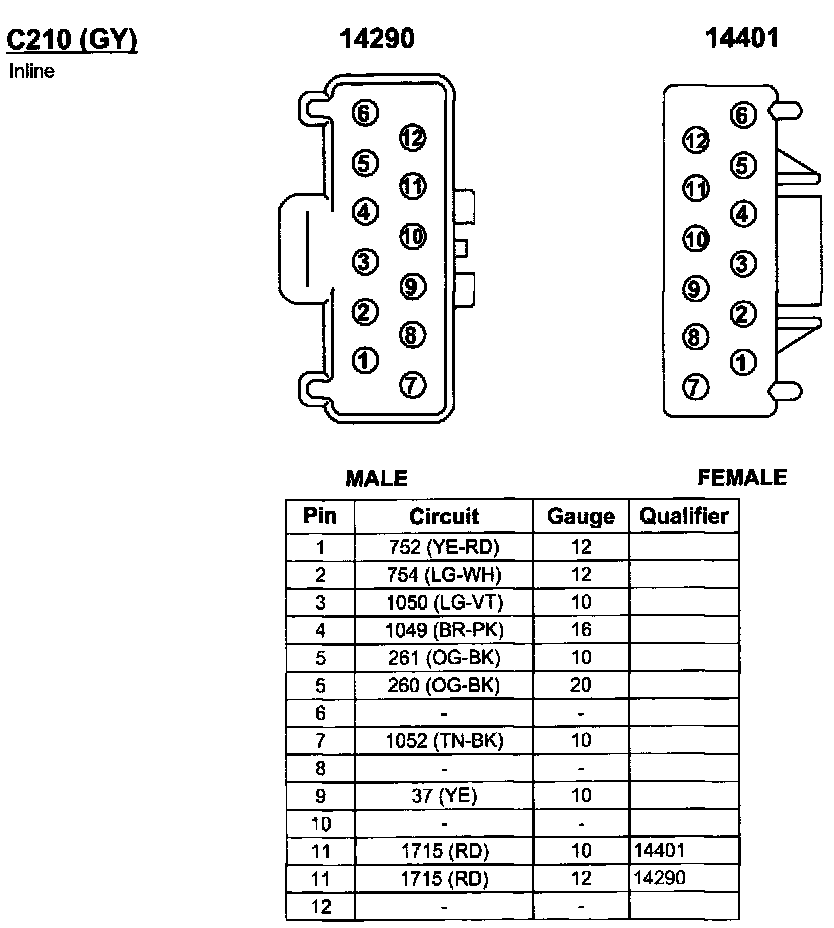 C210 (GY)
Inline
14290
14401
6
12
5
11
4
10
3
9
2
8
1
7
6
12
5
11
4
10
3
9
2
8
1
7
MALE
FEMALE
Pin Circuit Gauge Qualifier
1 752 (YE-RD) 12
2 754 (LG-WH) 12
3 1050 (LG-VT) 10
4 1049 (BR-PK) 16
5 261 (OG-BK) 10
5 260 (OG-BK) 20
6 - -
7 1052 (TN-BK) 10
8 - -
9 37 (YE) 10
10 - -
11 1715 (RD) 10 14401
11 1715 (RD) 12 14290
12 - -